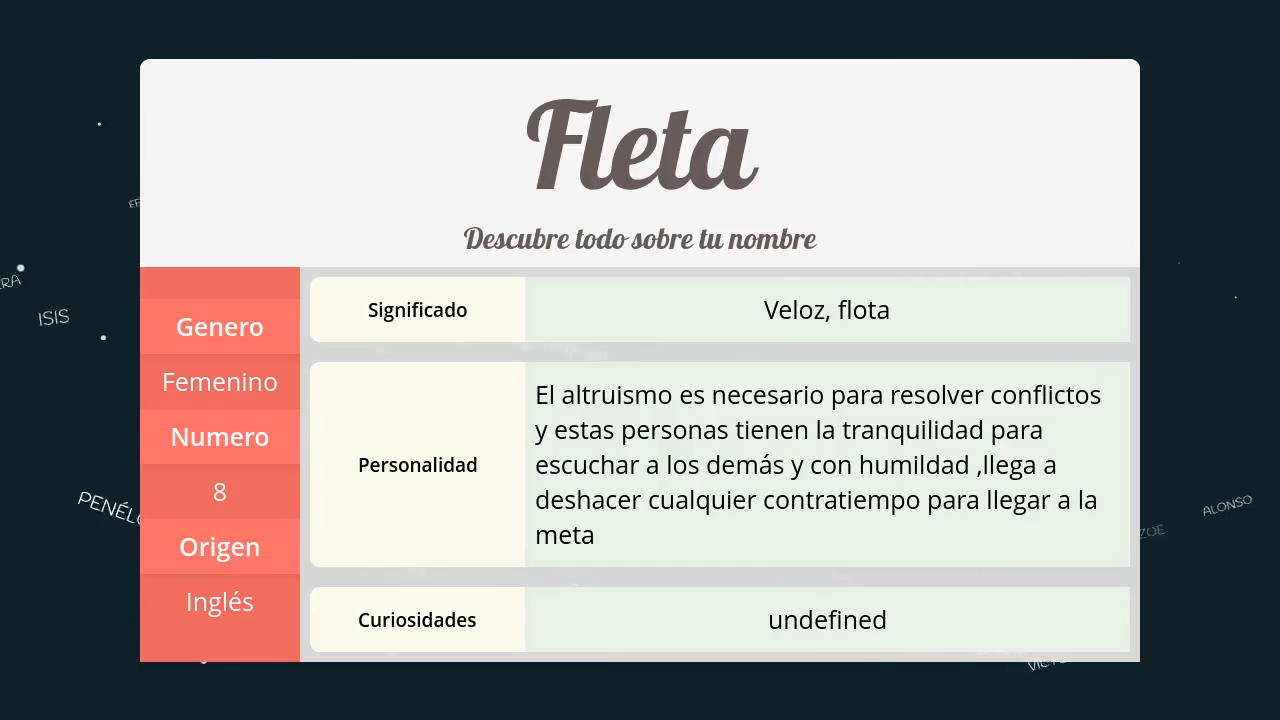 Fleta
Descubre todo sobre tu nombre
Genero
Femenino
Numero
8
Origen
Inglés
Significado
Veloz, flota
Personalidad
El altruismo es necesario para resolver conflictos
y estas personas tienen la tranquilidad para
escuchar a los demás y con humildad ,llega a
deshacer cualquier contratiempo para llegar a la
meta
Curiosidades
undefined
ISIS
ALONSO
ZOE